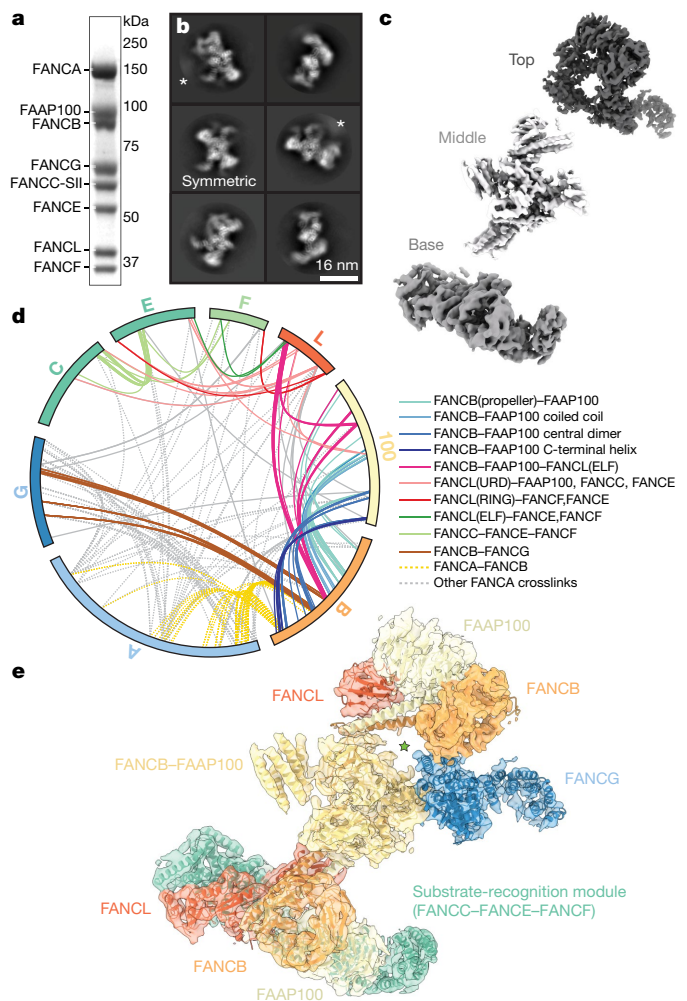 a
kDa
250
FANCA
150
FAAP100
100
FANCB
75
FANCG
FANCC-SII
FANCE
50
FANCL
37
FANCF
b
*
*
Symmetric
16 nm
c
Top
Middle
Base
d
E
F
L
C
100
G
B
A
FANCB(propeller)–FAAP100
FANCB–FAAP100 coiled coil
FANCB–FAAP100 central dimer
FANCB–FAAP100 C-terminal helix
FANCB–FAAP100–FANCL(ELF)
FANCL(URD)–FAAP100, FANCC, FANCE
FANCL(RING)–FANCF,FANCE
FANCL(ELF)–FANCE,FANCF
FANCC–FANCE–FANCF
FANCB–FANCG
FANCA–FANCB
Other FANCA crosslinks
e
FAAP100
FANCL
FANCB
FANCB–FAAP100
FANCG
FANCL
Substrate-recognition module
(FANCC–FANCE–FANCF)
FANCB
FAAP100